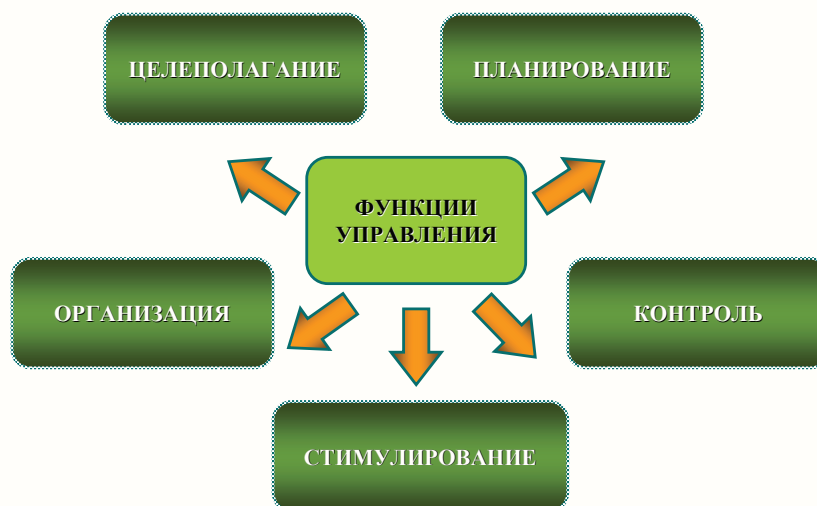 ЦЕЛЕПОЛАГАНИЕ
ПЛАНИРОВАНИЕ
ФУНКЦИИ
УПРАВЛЕНИЯ
ОРГАНИЗАЦИЯ
КОНТРОЛЬ
СТИМУЛИРОВАНИЕ